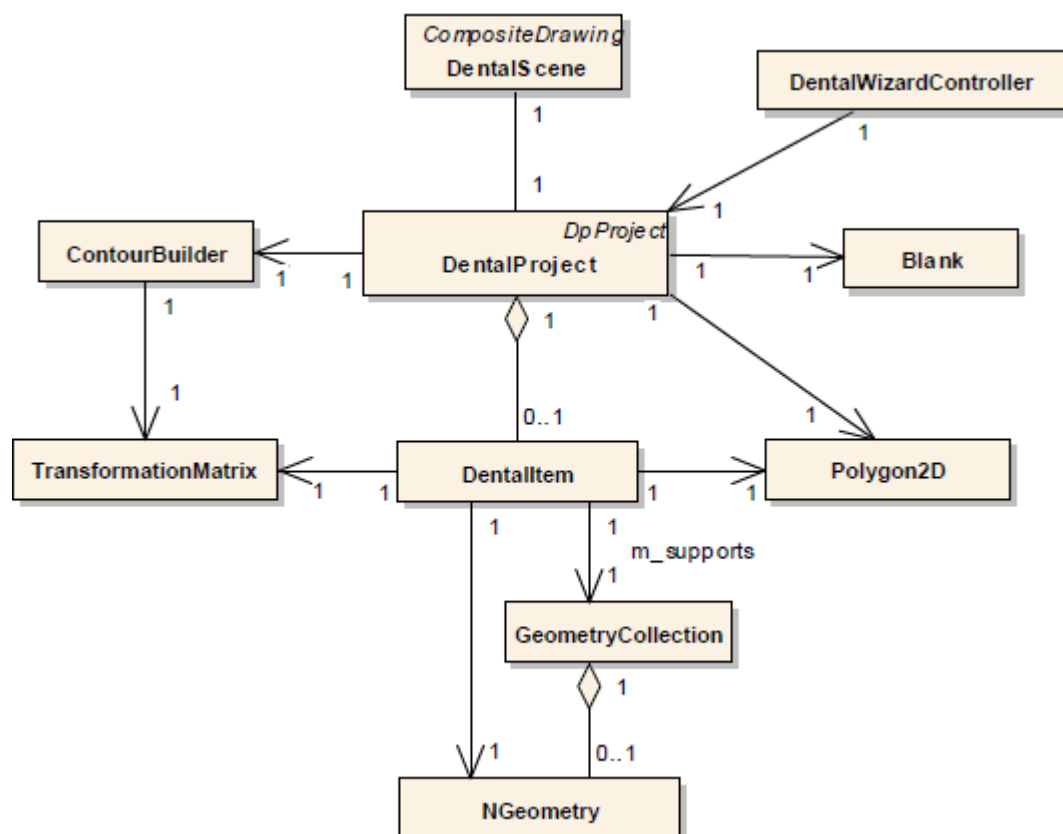 CompositeDrawing
DentalScene
DentalWizardController
1
1
1
1
DpProject
DentalProject
ContourBuilder
Blank
1
1
1
1
1
1
1
1
1
0..1
1
TransformationMatrix
DentalItem
Polygon2D
1
1
1
1
1
1
m_supports
1
GeometryCollection
1
1
0..1
NGeometry